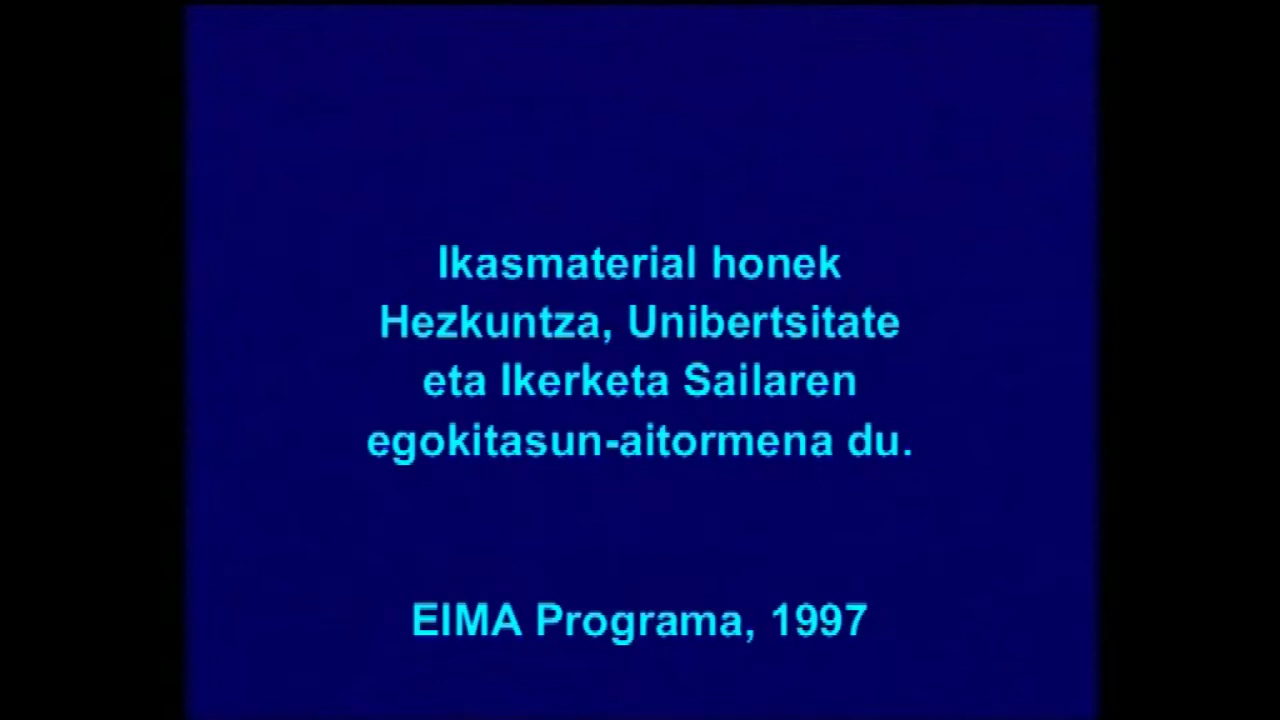 Ikasmaterial honek
Hezkuntza, Unibertsitate
eta Ikerketa Sailaren
egokitasun-aitormena du.
EIMA Programa, 1997